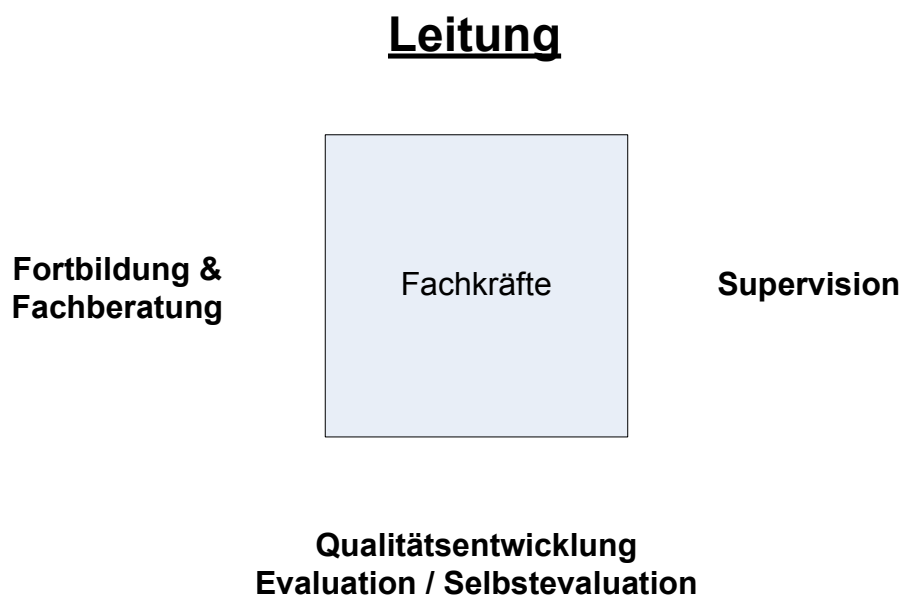 Leitung
Fortbildung &
Fachberatung
Fachkräfte
Supervision
Qualitätsentwicklung
Evaluation / Selbstevaluation